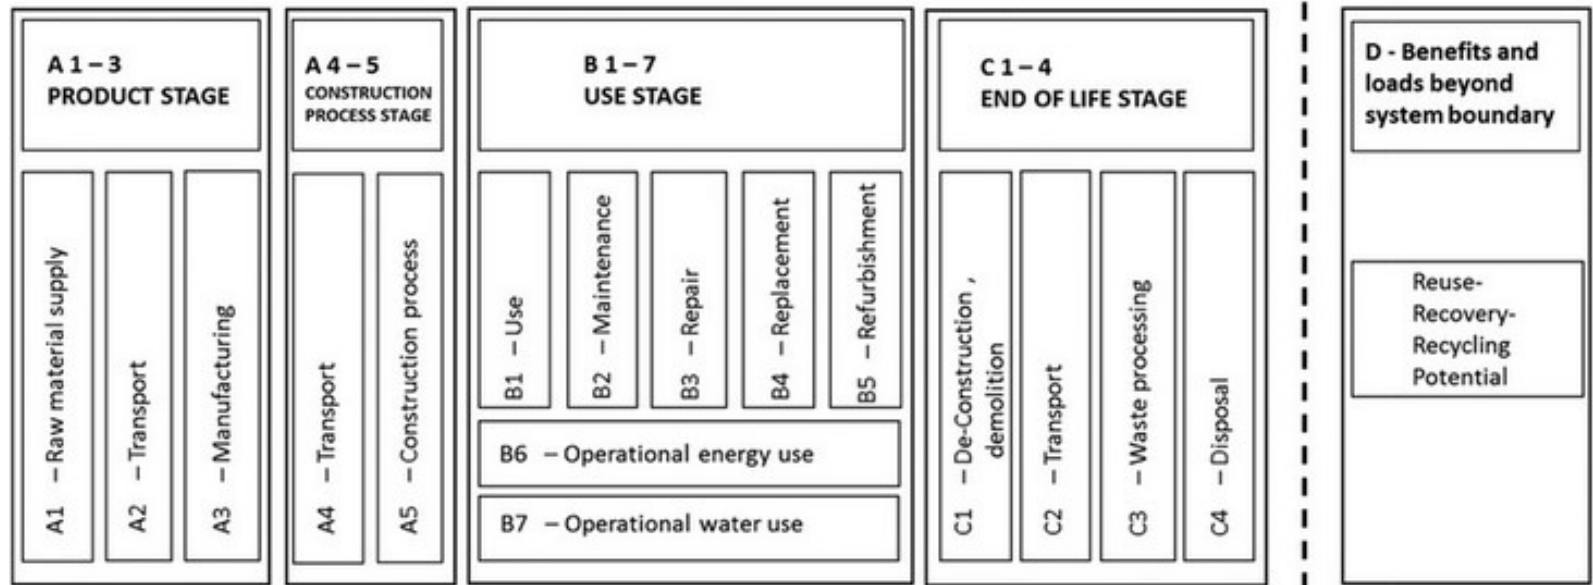 A 1 – 3
PRODUCT STAGE
A1 – Raw material supply
A2 – Transport
A3 – Manufacturing
A 4 – 5
CONSTRUCTION
PROCESS STAGE
A4 – Transport
A5 – Construction process
B 1 – 7
USE STAGE
B1 – Use
B2 – Maintenance
B3 – Repair
B4 – Replacement
B5 – Refurbishment
B6 – Operational energy use
B7 – Operational water use
C 1 – 4
END OF LIFE STAGE
C1 – De-Construction ,
demolition
C2 – Transport
C3 – Waste processing
C4 – Disposal
D - Benefits and
loads beyond
system boundary
Reuse-
Recovery-
Recycling
Potential